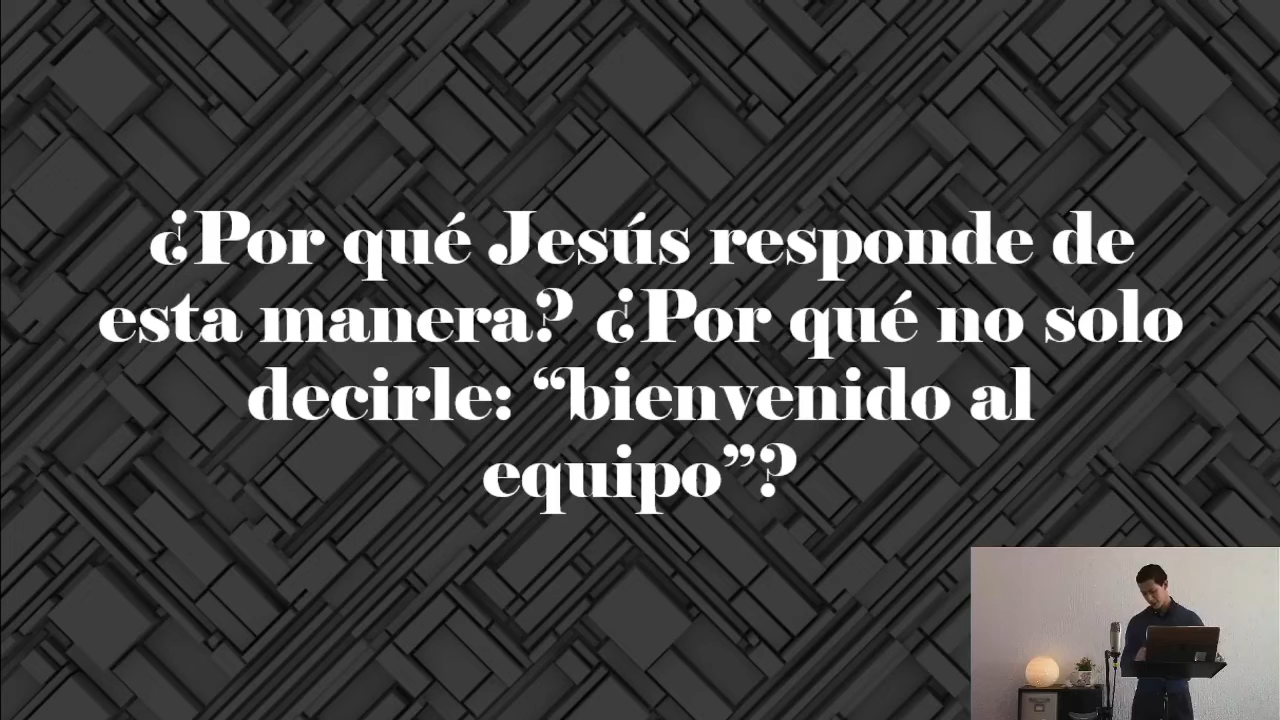 ¿Por qué Jesús responde de
esta manera? ¿Por qué no solo
decirle: “bienvenido al
equipo”?